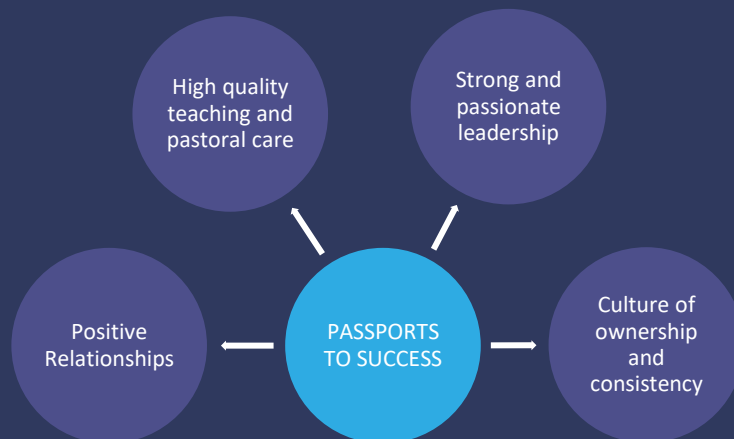 High quality
teaching and
pastoral care
Strong and
passionate
leadership
Positive
Relationships
PASSPORTS
TO SUCCESS
Culture of
ownership
and
consistency